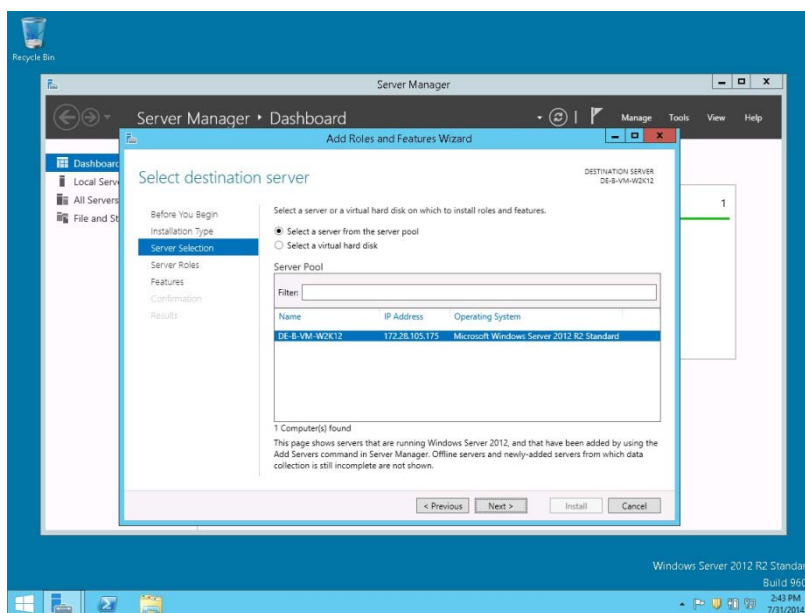 Recycle Bin
Server Manager
Server Manager • Dashboard
Manage Tools View Help
Dashboard
Local Serv
All Servers
File and St
1
Add Roles and Features Wizard
Select destination server
DESTINATION SERVER
DE-B-VM-W2K12
Before You Begin
Installation Type
Server Selection
Server Roles
Features
Confirmation
Results
Select a server or a virtual hard disk on which to install roles and features.
Select a server from the server pool
Select a virtual hard disk
Server Pool
Filter:
Name IP Address Operating System
DE-B-VM-W2K12 172.28.105.175 Microsoft Windows Server 2012 R2 Standard
1 Computer(s) found
This page shows servers that are running Windows Server 2012, and that have been added by using the
Add Servers command in Server Manager. Offline servers and newly-added servers from which data
collection is still incomplete are not shown.
< Previous Next > Install Cancel
Windows Server 2012 R2 Standar
Build 960
2:43 PM
7/31/2014